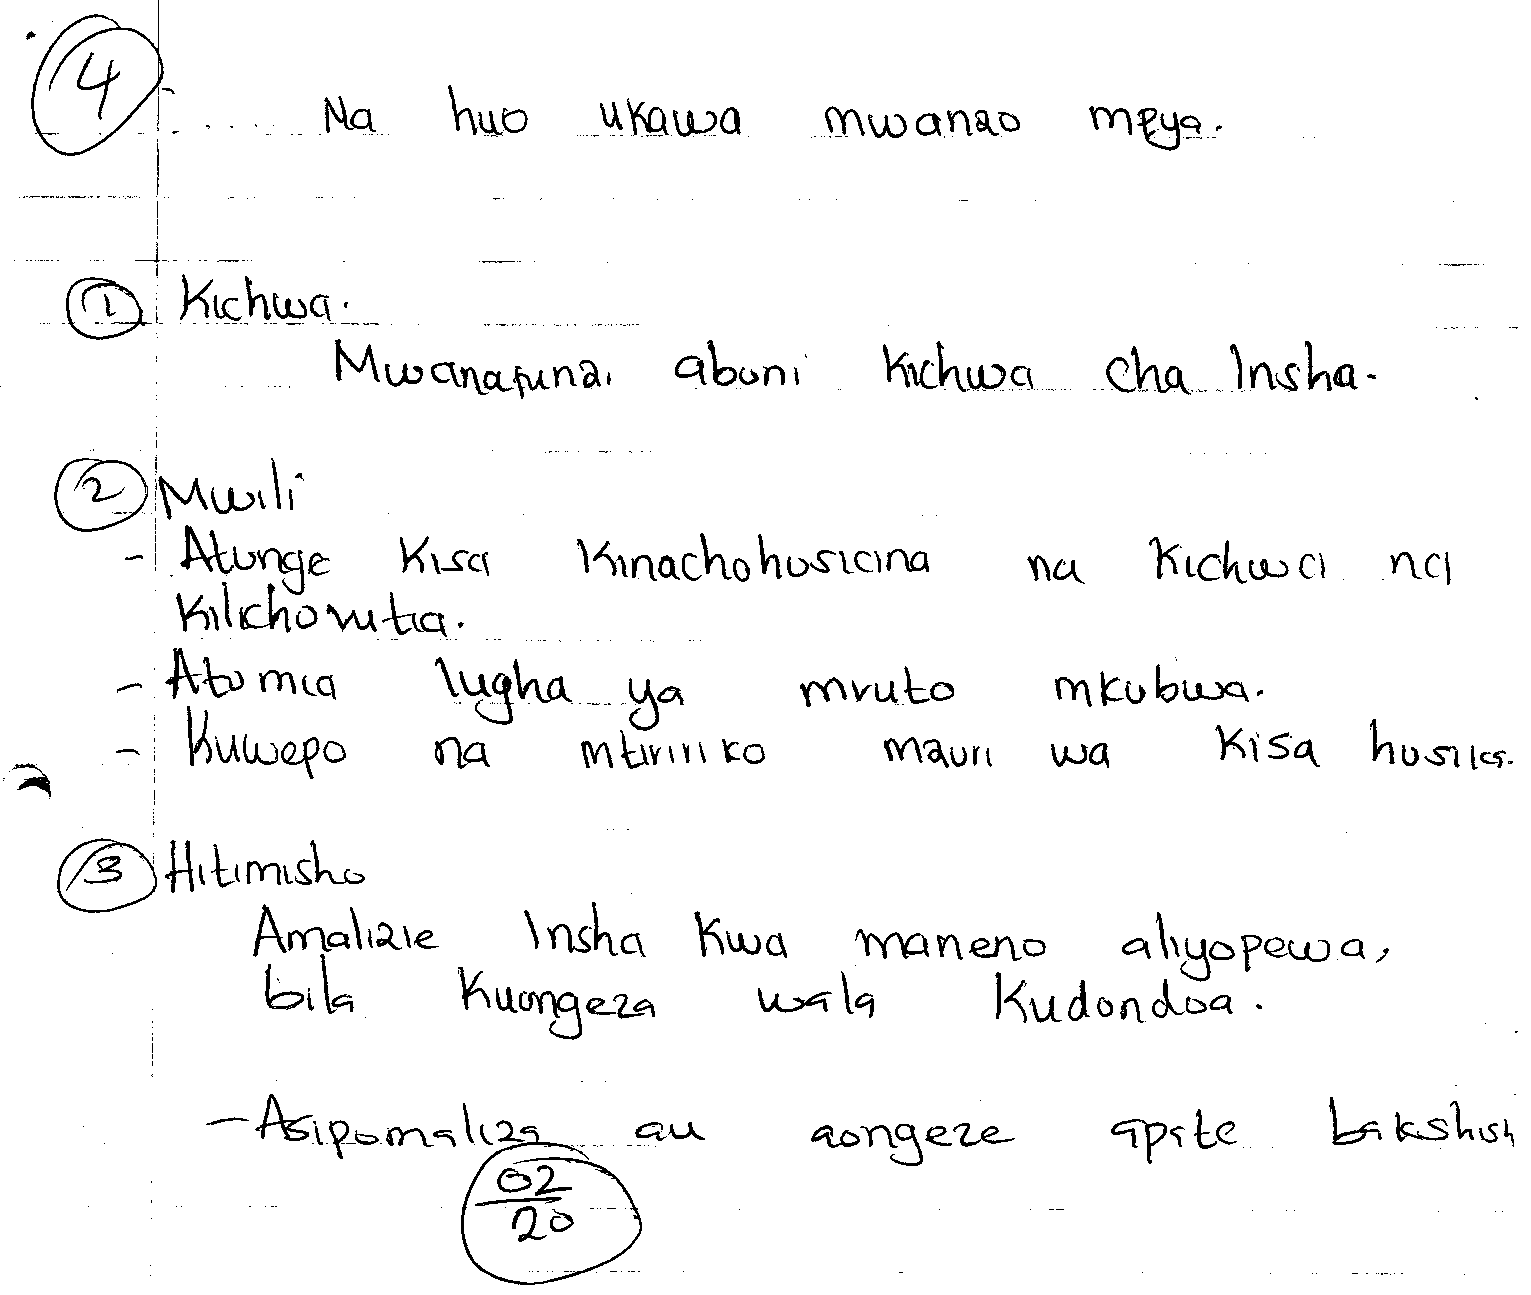 4
..... Na huo ukawa mwanzo mpya.
1 Kichwa.
Mwanafunzi abuni kichwa cha Insha.
2 Mwili
- Atunge kisa kinachohusiana na kichwa na
kilichovutia.
- Atumia lugha ya mvuto mkubwa.
- Kuwepo na mtiririko mauri wa kisa husika.
3 Hitimisho
Amalizie Insha kwa maneno aliyopewa,
bila kuongeza wala kudondoa.
- Asipomaliza au aongeze apate bakshish
02
20